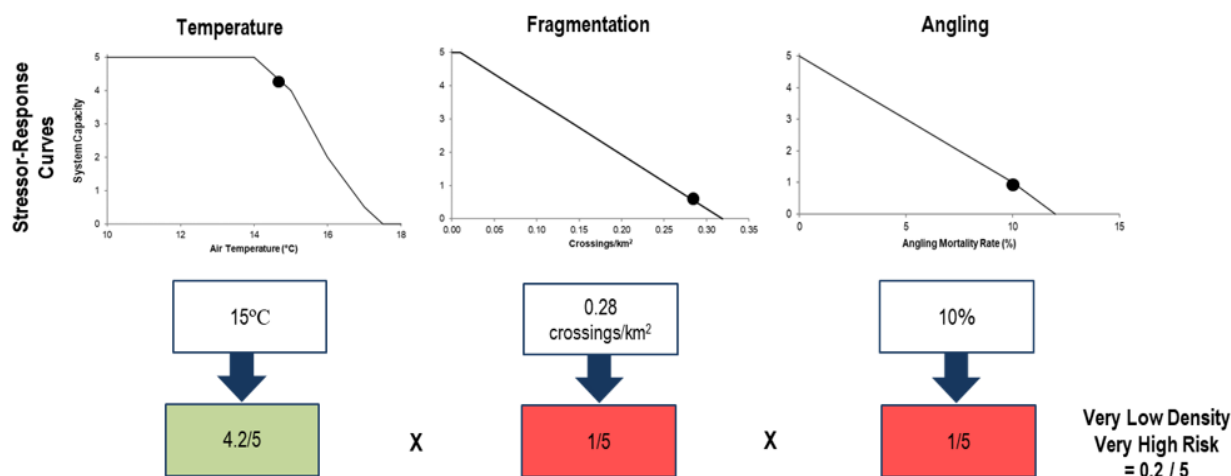 Temperature
Fragmentation
Angling
Stressor-Response
Curves
System Capacity
5
4
3
2
1
0
10
12
14
16
18
Air Temperature (°C)
5
4
3
2
1
0
0.00
0.05
0.10
0.15
0.20
0.25
0.30
0.35
Crossings/km²
5
4
3
2
1
0
0
5
10
15
Angling Mortality Rate (%)
15°C
0.28
crossings/km²
10%
4.2/5
X
1/5
X
1/5
Very Low Density
Very High Risk
= 0.2 / 5